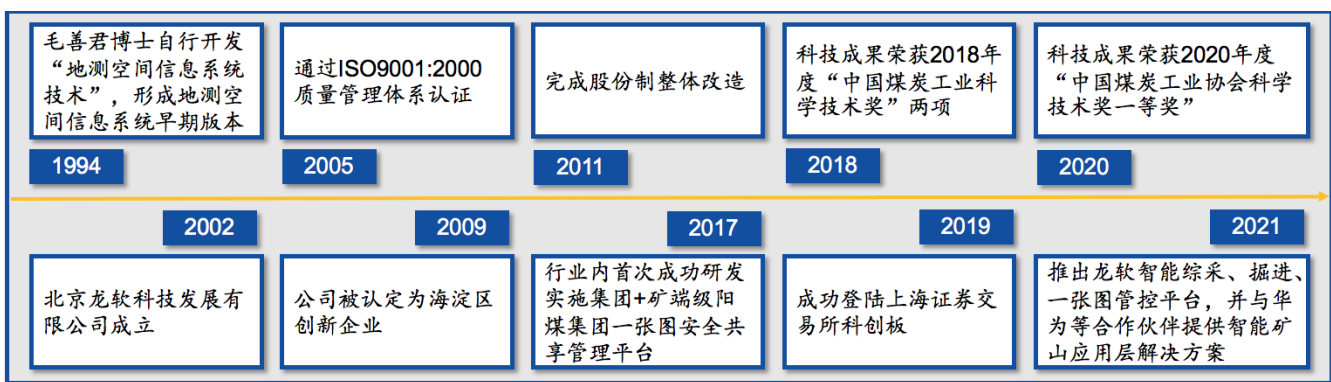 毛善君博士自行开发
“地测空间信息系统
技术”，形成地测空
间信息系统早期版本
通过ISO9001:2000
质量管理体系认证
完成股份制整体改造
科技成果荣获2018年
度“中国煤炭工业科
学技术奖”两项
科技成果荣获2020年度
“中国煤炭工业协会科学
技术奖一等奖”
1994
2005
2011
2018
2020
2002
2009
2017
2019
2021
北京龙软科技发展有
限公司成立
公司被认定为海淀区
创新企业
行业内首次成功研发
实施集团+矿端级阳
煤集团一张图安全共
享管理平台
成功登陆上海证券交
易所科创板
推出龙软智能综采、掘进、
一张图管控平台，并与华
为等合作伙伴提供智能矿
山应用层解决方案